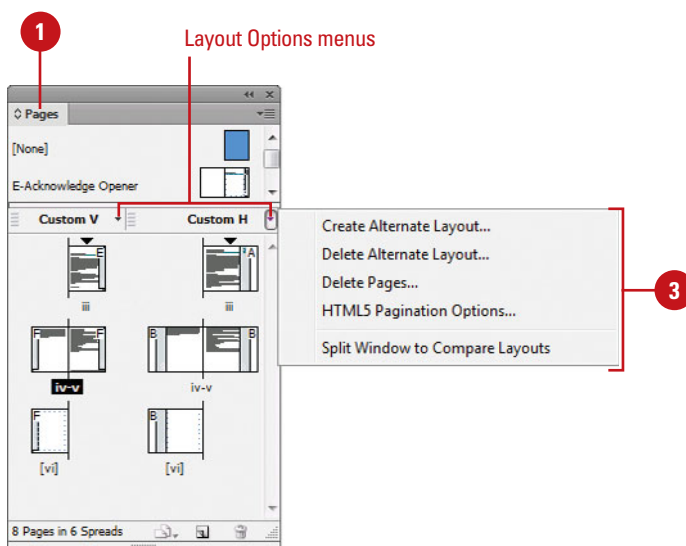 1
Layout Options menus
Pages
[None]
E-Acknowledge Opener
Custom V
Custom H
E
A
iii
iii
F
F
B
B
iv-v
iv-v
F
B
[vi]
[vi]
8 Pages in 6 Spreads
Create Alternate Layout...
Delete Alternate Layout...
Delete Pages...
HTML5 Pagination Options...
Split Window to Compare Layouts
3